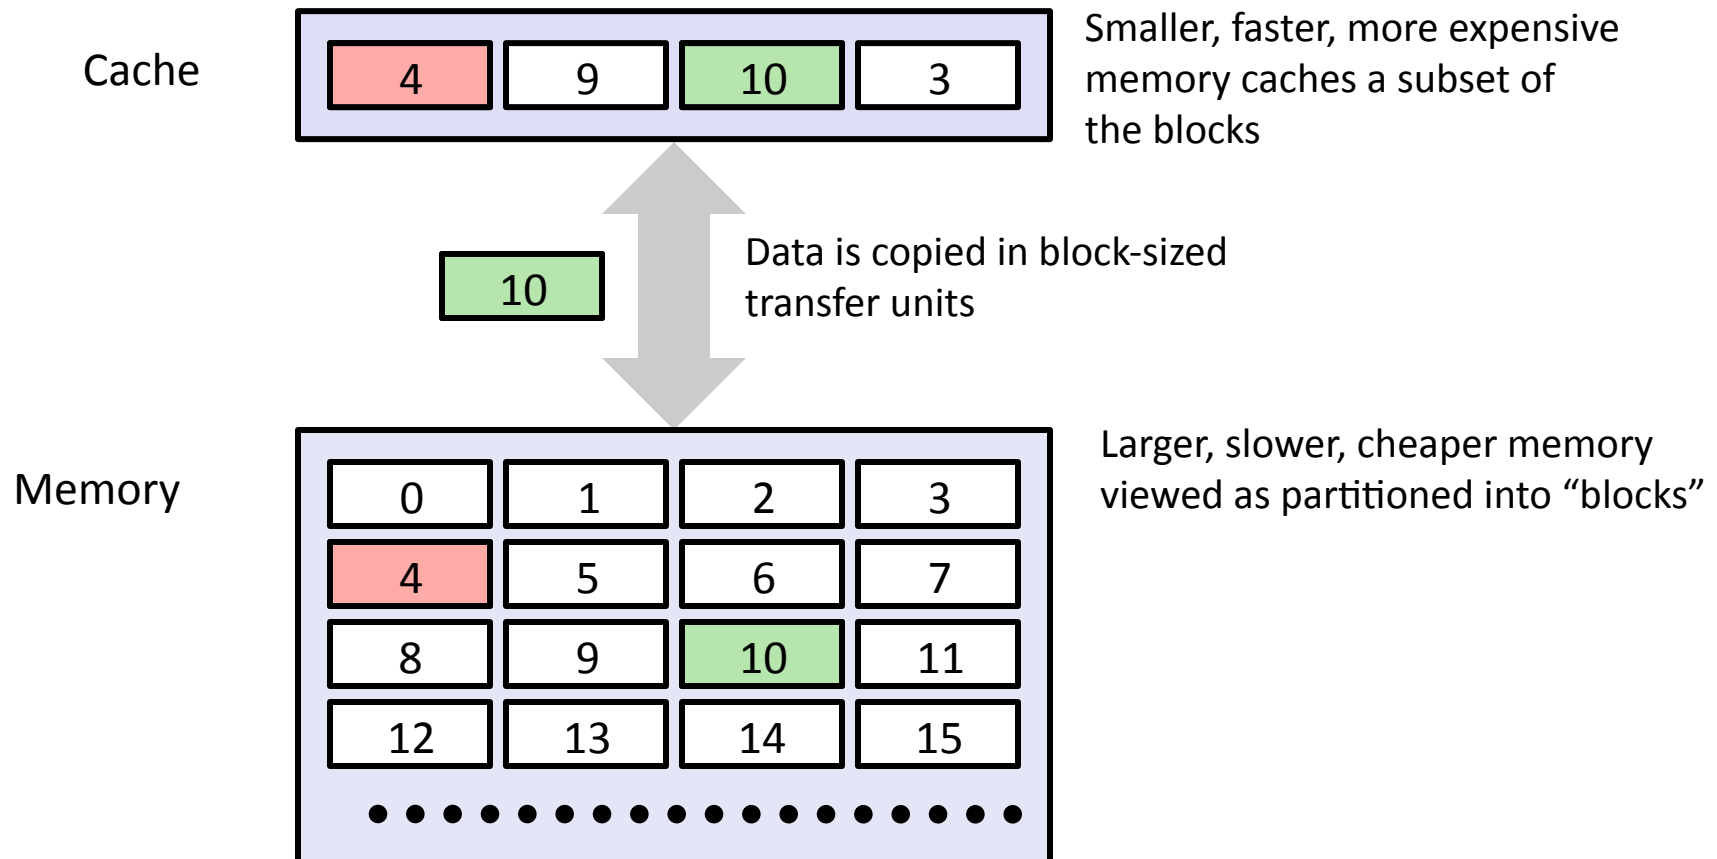 Cache
4 9 10 3
Smaller, faster, more expensive
memory caches a subset of
the blocks
10
Data is copied in block-sized
transfer units
Memory
Larger, slower, cheaper memory
viewed as partitioned into “blocks”
0 1 2 3
4 5 6 7
8 9 10 11
12 13 14 15